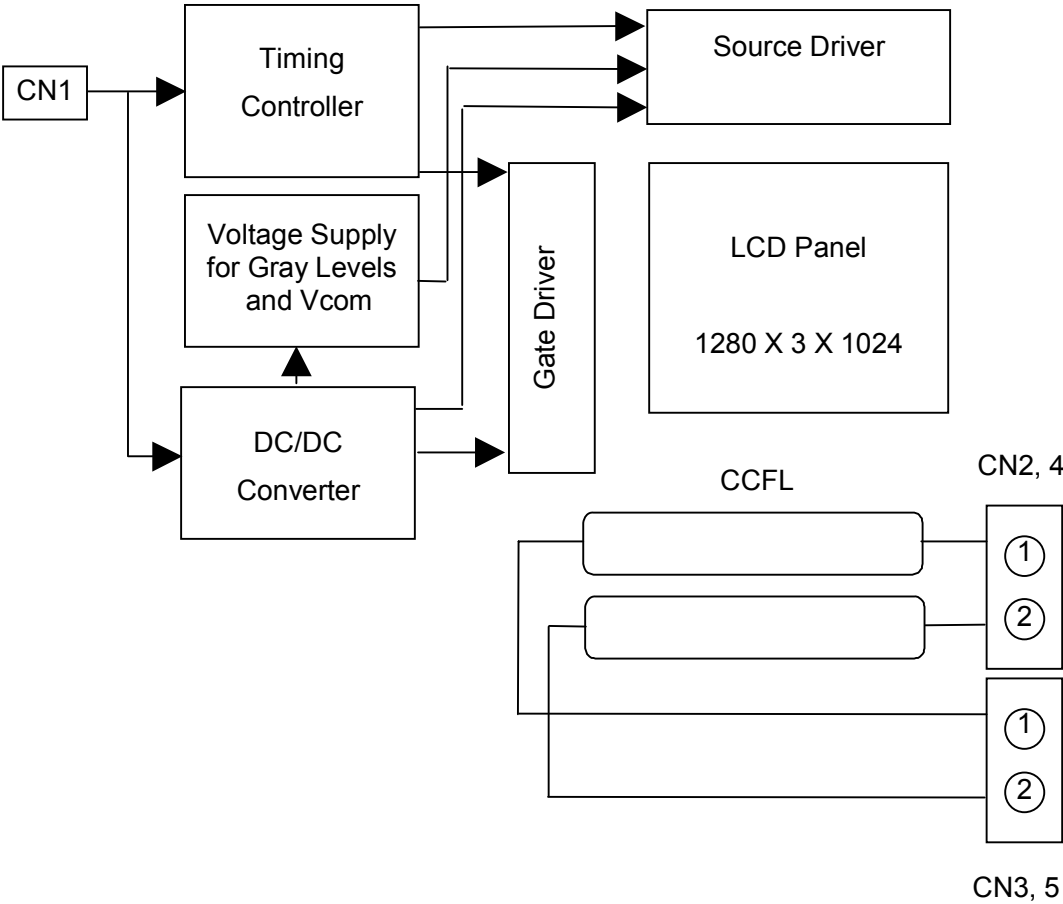 CN1
Timing
Controller
Source Driver
Voltage Supply
for Gray Levels
and Vcom
Gate Driver
LCD Panel
1280 X 3 X 1024
DC/DC
Converter
CCFL
CN2, 4
1
2
1
2
CN3, 5